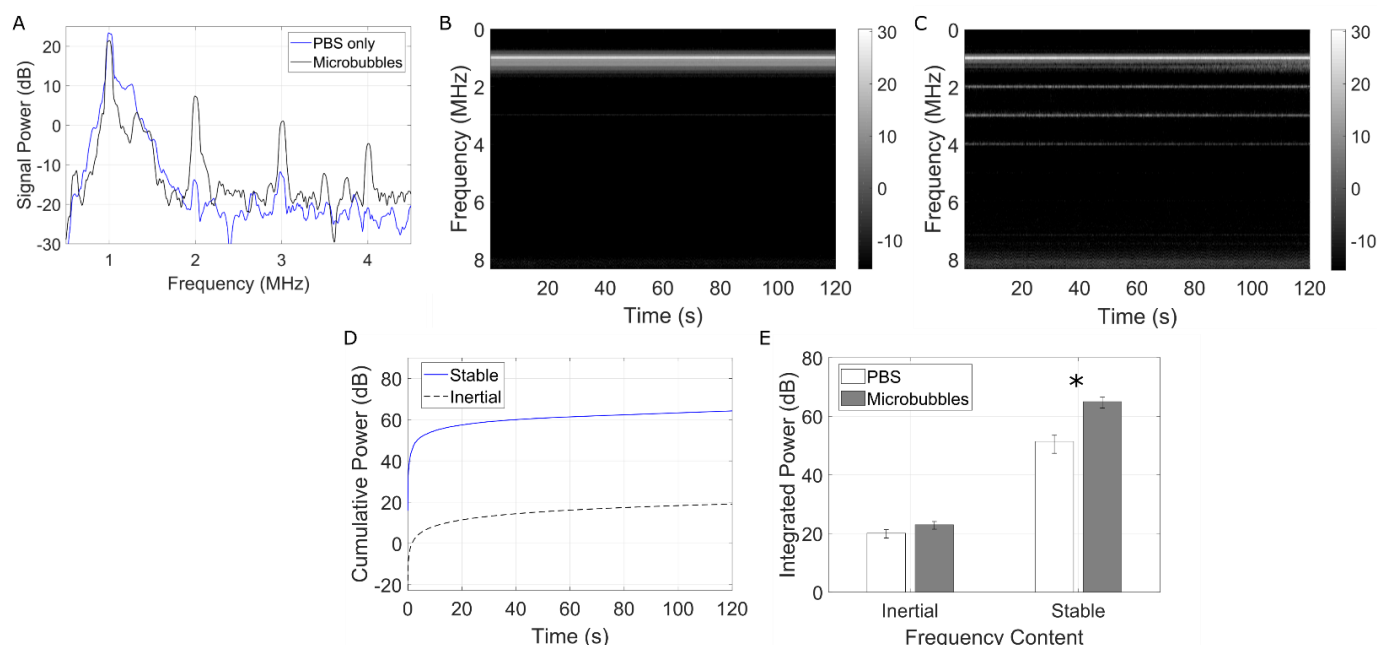 A
Signal Power (dB)
20
10
0
-10
-20
-30
PBS only
Microbubbles
1
2
3
4
Frequency (MHz)
B
Frequency (MHz)
0
2
4
6
8
20
40
60
80
100
120
Time (s)
30
20
10
0
-10
C
Frequency (MHz)
0
2
4
6
8
20
40
60
80
100
120
Time (s)
30
20
10
0
-10
D
Cumulative Power (dB)
80
60
40
20
0
-20
Stable
Inertial
0
20
40
60
80
100
120
Time (s)
E
Integrated Power (dB)
80
60
40
20
0
PBS
Microbubbles
*
Inertial
Stable
Frequency Content